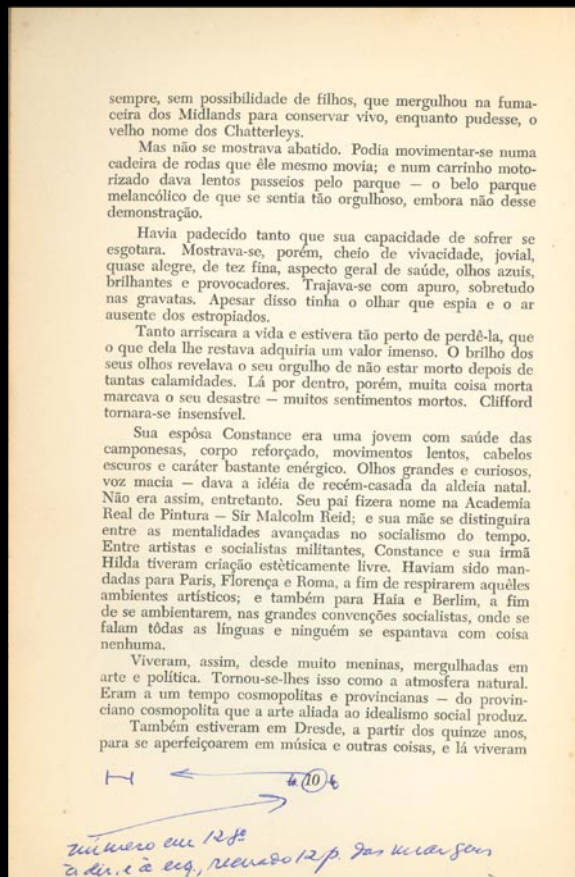 sempre, sem possibilidade de filhos, que mergulhou na fuma-
ceira dos Midlands para conservar vivo, enquanto pudesse, o
velho nome dos Chatterleys.
Mas não se mostrava abatido. Podia movimentar-se numa
cadeira de rodas que êle mesmo movia; e num carrinho moto-
rizado dava lentos passeios pelo parque — o belo parque
melancólico de que se sentia tão orgulhoso, embora não desse
demonstração.
Havia padecido tanto que sua capacidade de sofrer se
esgotara. Mostrava-se, porém, cheio de vivacidade, jovial,
quase alegre, de tez fina, aspecto geral de saúde, olhos azuis,
brilhantes e provocadores. Trajava-se com apuro, sobretudo
nas gravatas. Apesar disso tinha o olhar que espia e o ar
ausente dos estropiados.
Tanto arriscara a vida e estivera tão perto de perdê-la, que
o que dela lhe restava adquiria um valor imenso. O brilho dos
seus olhos revelava o seu orgulho de não estar morto depois de
tantas calamidades. Lá por dentro, porém, muita coisa morta
marcava o seu desastre — muitos sentimentos mortos. Clifford
tornara-se insensível.
Sua espôsa Constance era uma jovem com saúde das
camponesas, corpo reforçado, movimentos lentos, cabelos
escuros e caráter bastante enérgico. Olhos grandes e curiosos,
voz macia — dava a idéia de recém-casada da aldeia natal.
Não era assim, entretanto. Seu pai fizera nome na Academia
Real de Pintura — Sir Malcolm Reid; e sua mãe se distinguira
entre as mentalidades avançadas no socialismo do tempo.
Entre artistas e socialistas militantes, Constance e sua irmã
Hilda tiveram criação estèticamente livre. Haviam sido man-
dadas para Paris, Florença e Roma, a fim de respirarem aquêles
ambientes artísticos; e também para Haia e Berlim, a fim
de se ambientarem, nas grandes convenções socialistas, onde se
falam tôdas as línguas e ninguém se espantava com coisa
nenhuma.
Viveram, assim, desde muito meninas, mergulhadas em
arte e política. Tornou-se-lhes isso como a atmosfera natural.
Eram a um tempo cosmopolitas e provincianas — do provin-
ciano cosmopolita que a arte aliada ao idealismo social produz.
Também estiveram em Dresde, a partir dos quinze anos,
para se aperfeiçoarem em música e outras coisas, e lá viveram
10
número em 12
à dir. e à esq., recuado 12 p. das margens